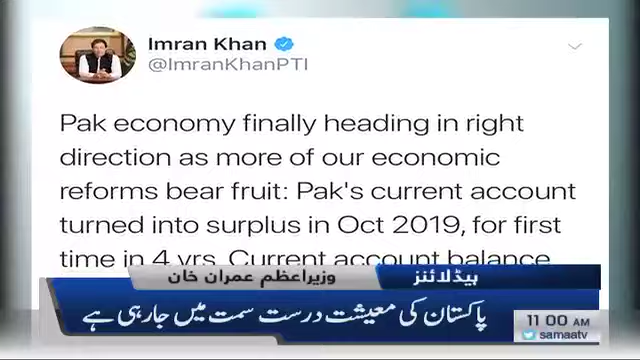 Imran Khan
@ImranKhanPTI
Pak economy finally heading in right
direction as more of our economic
reforms bear fruit: Pak's current account
turned into surplus in Oct 2019, for first
time in 4 yrs. Current account balance
وزیراعظم عمران خان
ہیڈلائنز
پاکستان کی معیشت درست سمت میں جارہی ہے
11 00 AM
samaatv